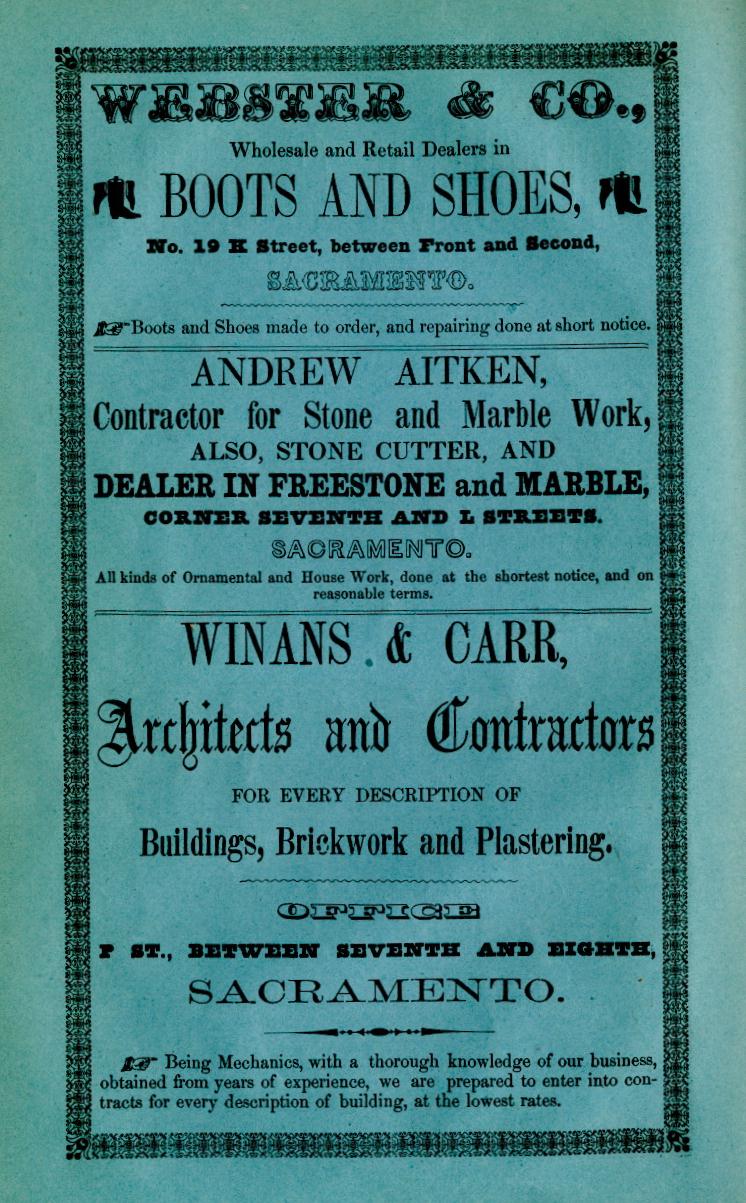 WEBSTER & CO.,
Wholesale and Retail Dealers in
BOOTS AND SHOES,
No. 19 K Street, between Front and Second,
SACRAMENTO.
☞Boots and Shoes made to order, and repairing done at short notice.
ANDREW AITKEN,
Contractor for Stone and Marble Work,
ALSO, STONE CUTTER, AND
DEALER IN FREESTONE and MARBLE,
CORNER SEVENTH AND L STREETS.
SACRAMENTO.
All kinds of Ornamental and House Work, done at the shortest notice, and on
reasonable terms.
WINANS & CARR,
Architects and Contractors
FOR EVERY DESCRIPTION OF
Buildings, Brickwork and Plastering.
OFFICE
P ST., BETWEEN SEVENTH AND EIGHTH,
SACRAMENTO.
☞ Being Mechanics, with a thorough knowledge of our business,
obtained from years of experience, we are prepared to enter into con-
tracts for every description of building, at the lowest rates.